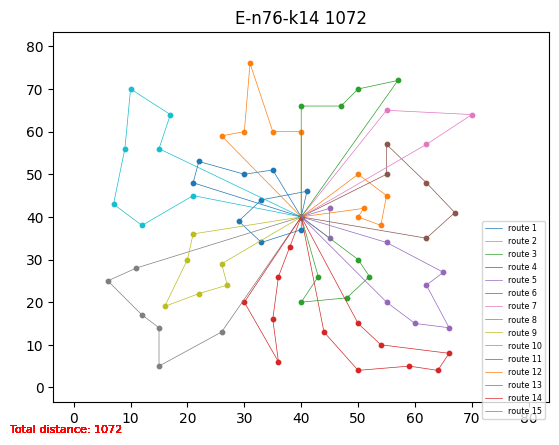 E-n76-k14 1072
80
70
60
50
40
30
20
10
0
0 10 20 30 40 50 60 70 80
route 1
route 2
route 3
route 4
route 5
route 6
route 7
route 8
route 9
route 10
route 11
route 12
route 13
route 14
route 15
Total distance: 1072